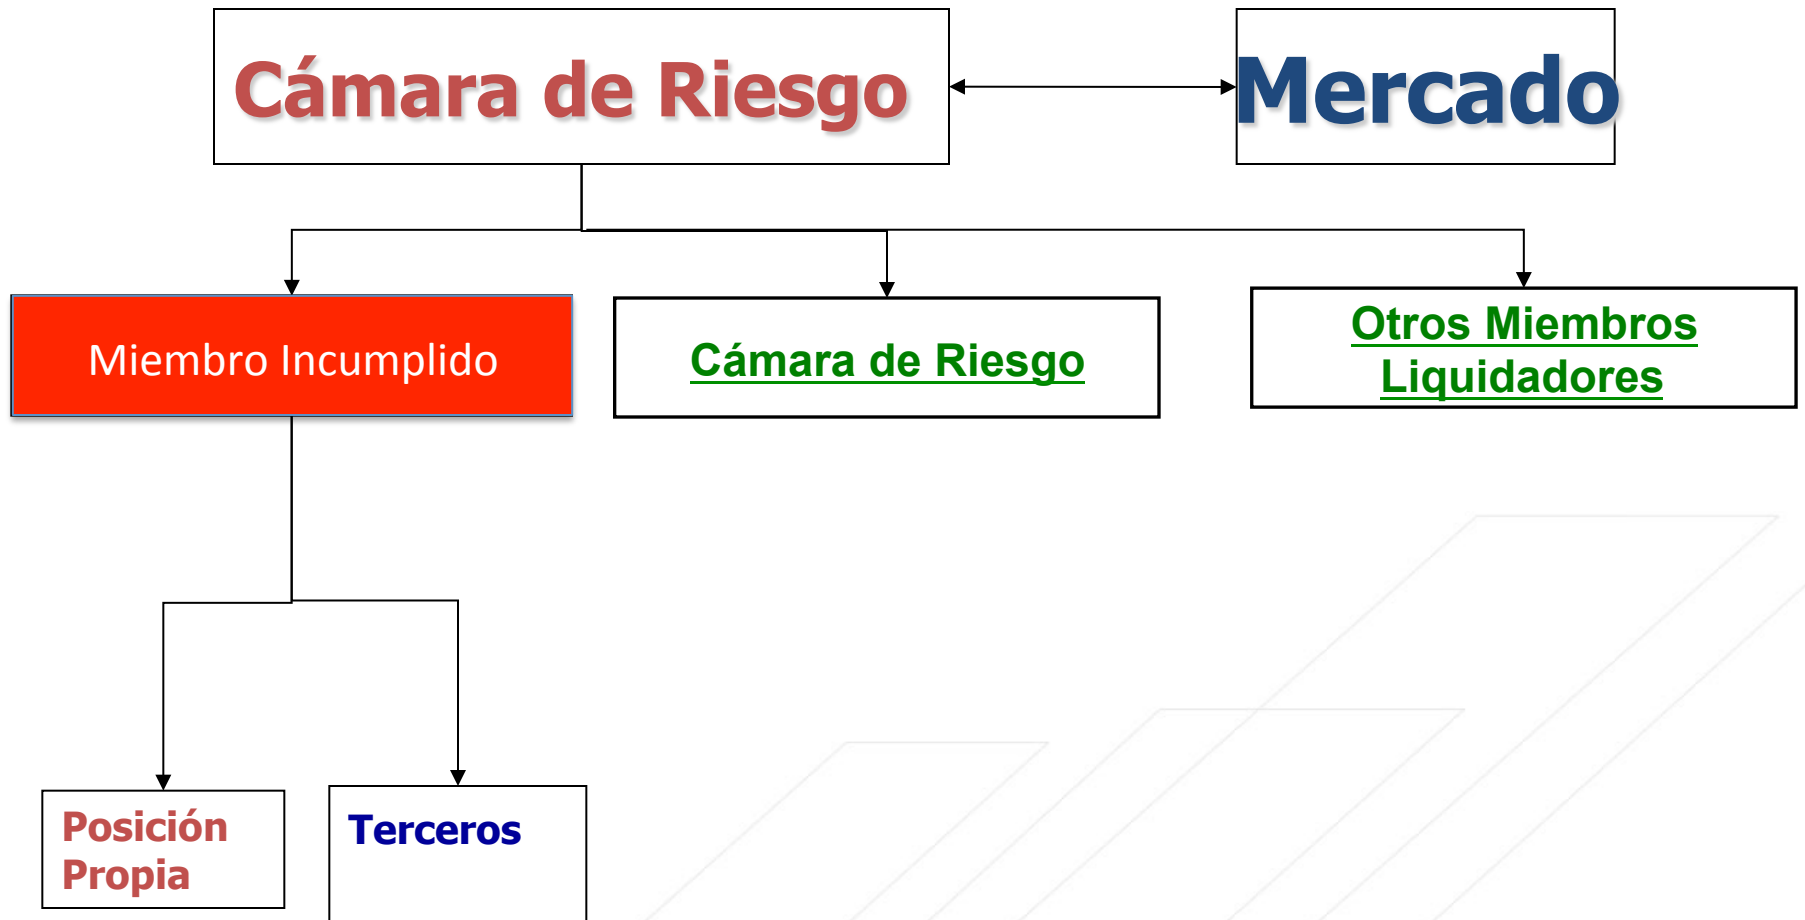 Cámara de Riesgo
Mercado
Miembro Incumplido
Cámara de Riesgo
Otros Miembros
Liquidadores
Posición
Propia
Terceros